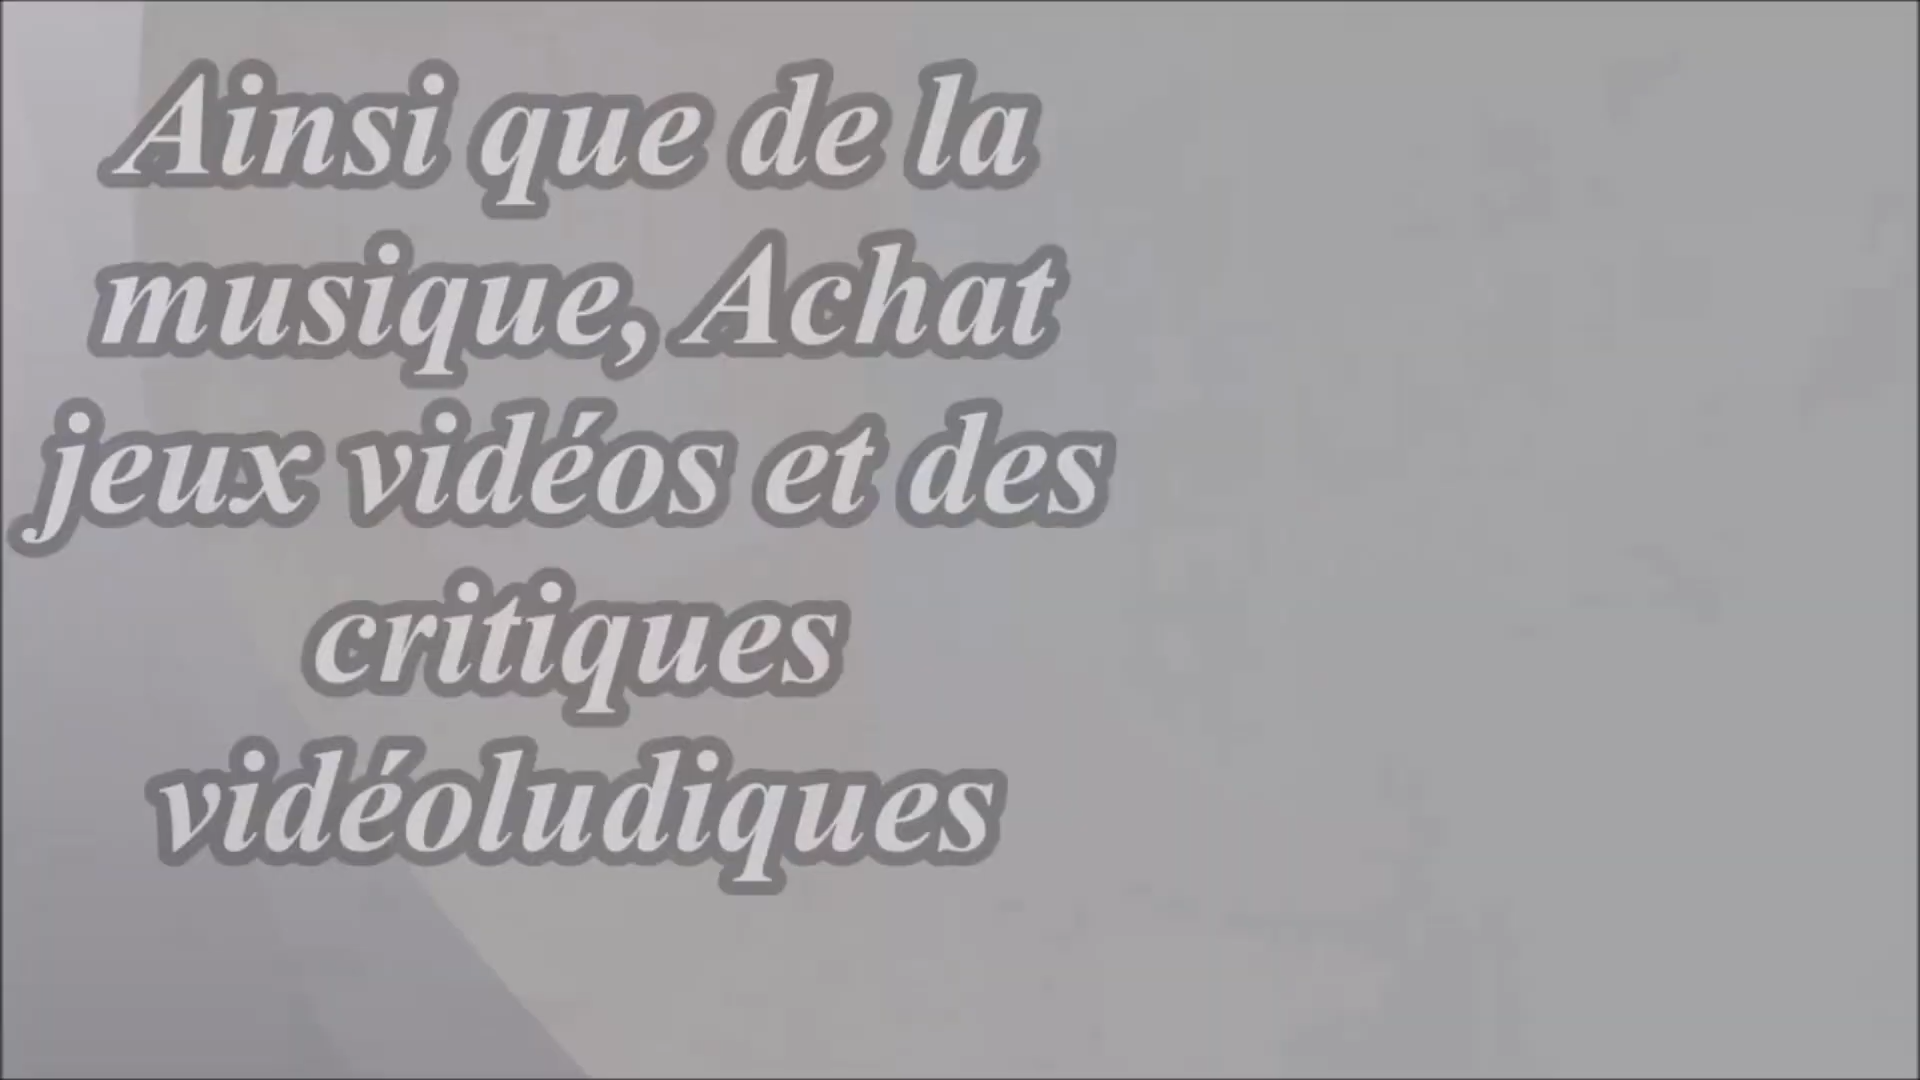 Ainsi que de la
musique, Achat
jeux vidéos et des
critiques
vidéoludiques